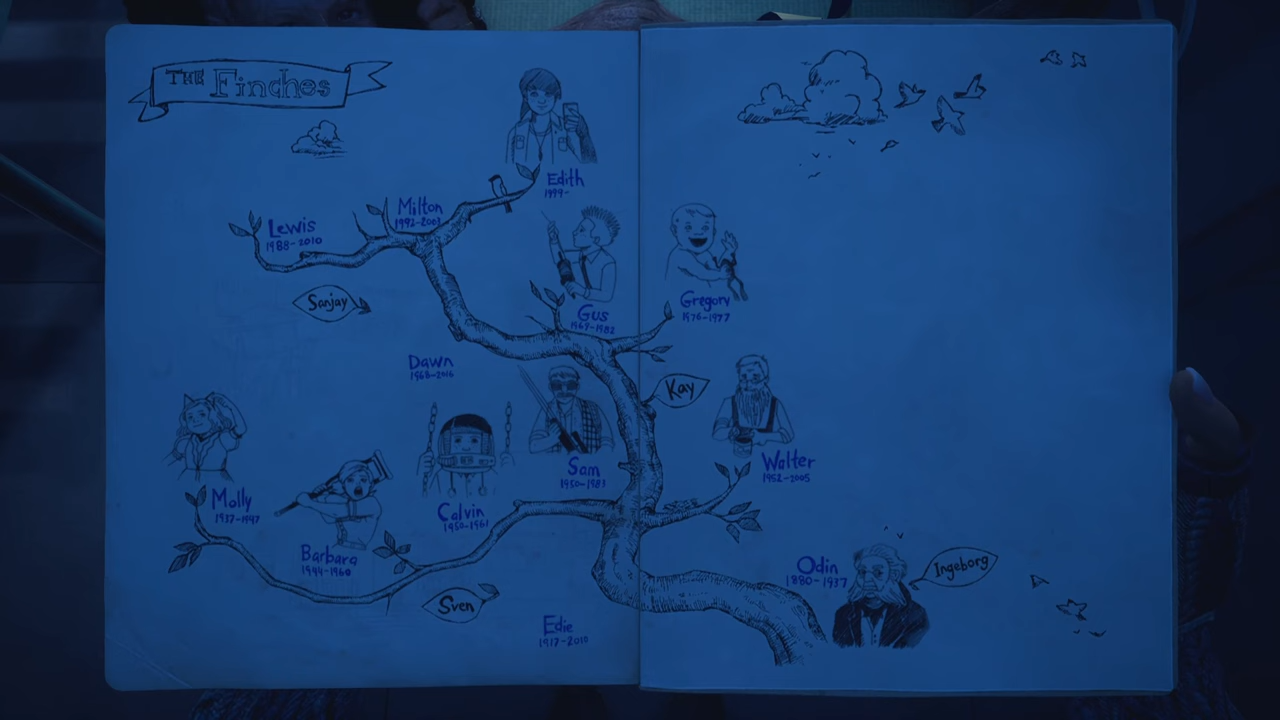 THE Finches
Edith
1999-
Milton
1992-2003
Lewis
1988-2010
Sanjay
Gus
1969-1982
Gregory
1976-1977
Dawn
1968-2016
Kay
Molly
1937-1947
Barbara
1944-1960
Calvin
1950-1961
Sam
1950-1983
Walter
1952-2005
Sven
Edie
1917-2010
Odin
1880-1937
Ingeborg